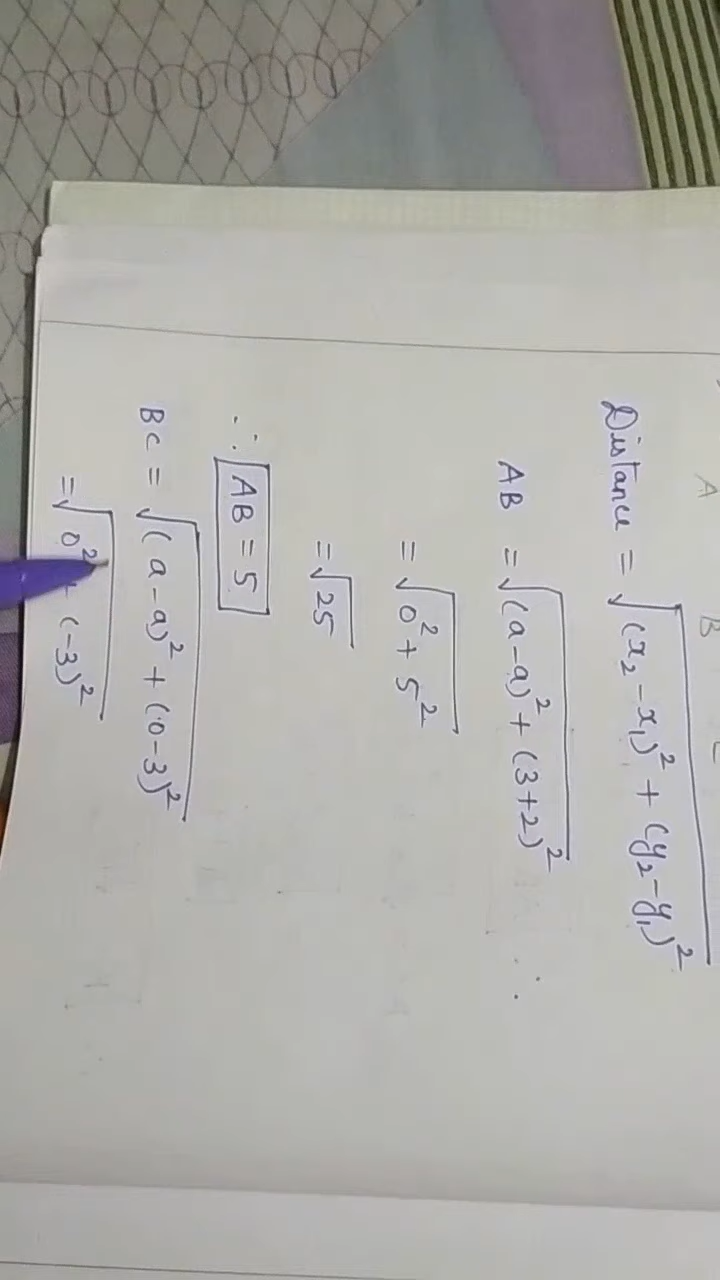 A B C
Distance = √(x₂ - x₁)² + (y₂ - y₁)²
AB = √(a - a)² + (3 + 2)²
= √0² + 5²
= √25
∴ AB = 5
BC = √(a - a)² + (0 - 3)²
= √0² + (-3)²